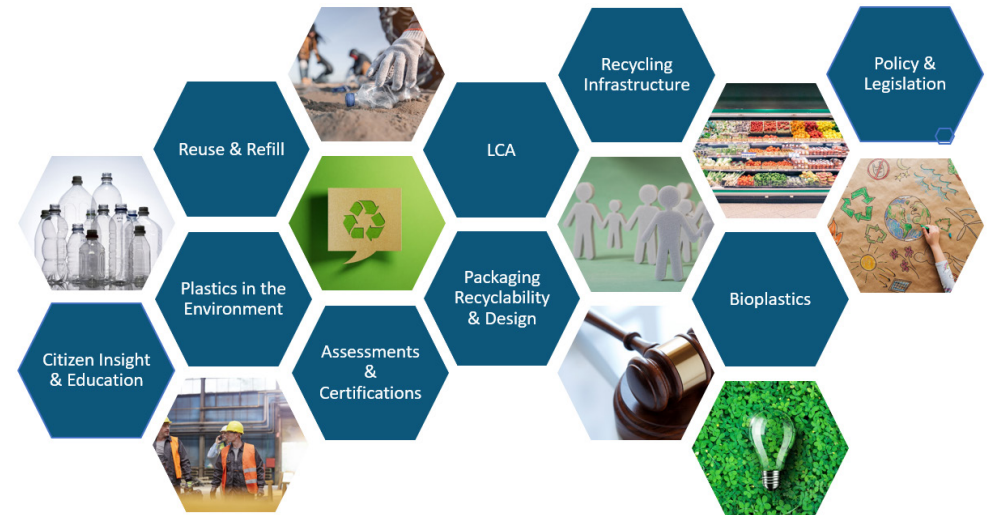 Recycling
Infrastructure
Policy &
Legislation
Reuse & Refill
LCA
Plastics in the
Environment
Packaging
Recyclability
& Design
Bioplastics
Citizen Insight
& Education
Assessments
&
Certifications